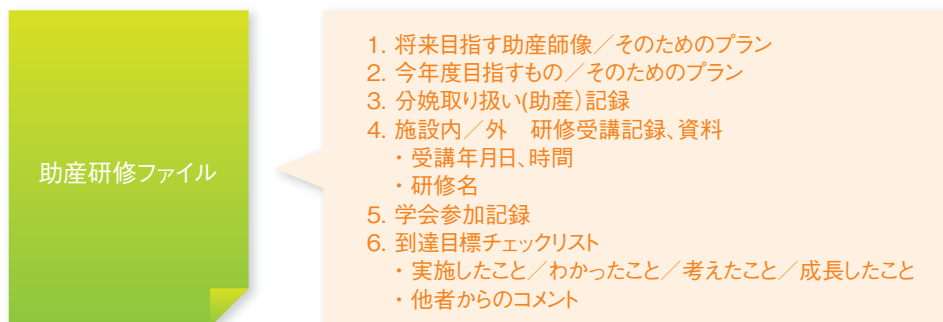 助産研修ファイル
1. 将来目指す助産師像／そのためのプラン
2. 今年度目指すもの／そのためのプラン
3. 分娩取り扱い(助産）記録
4. 施設内／外　研修受講記録、資料
・受講年月日、時間
・研修名
5. 学会参加記録
6. 到達目標チェックリスト
・実施したこと／わかったこと／考えたこと／成長したこと
・他者からのコメント